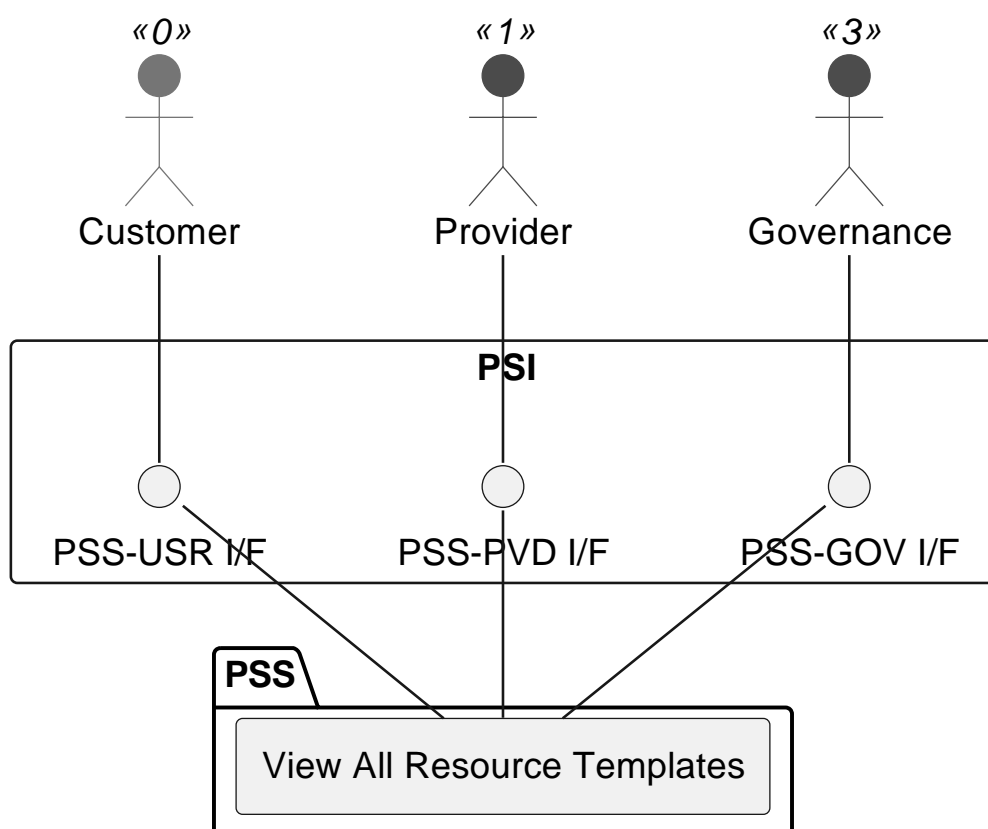 «0» «1» «3»
Customer Provider Governance
PSI
PSS-USR I/F PSS-PVD I/F PSS-GOV I/F
PSS
View All Resource Templates